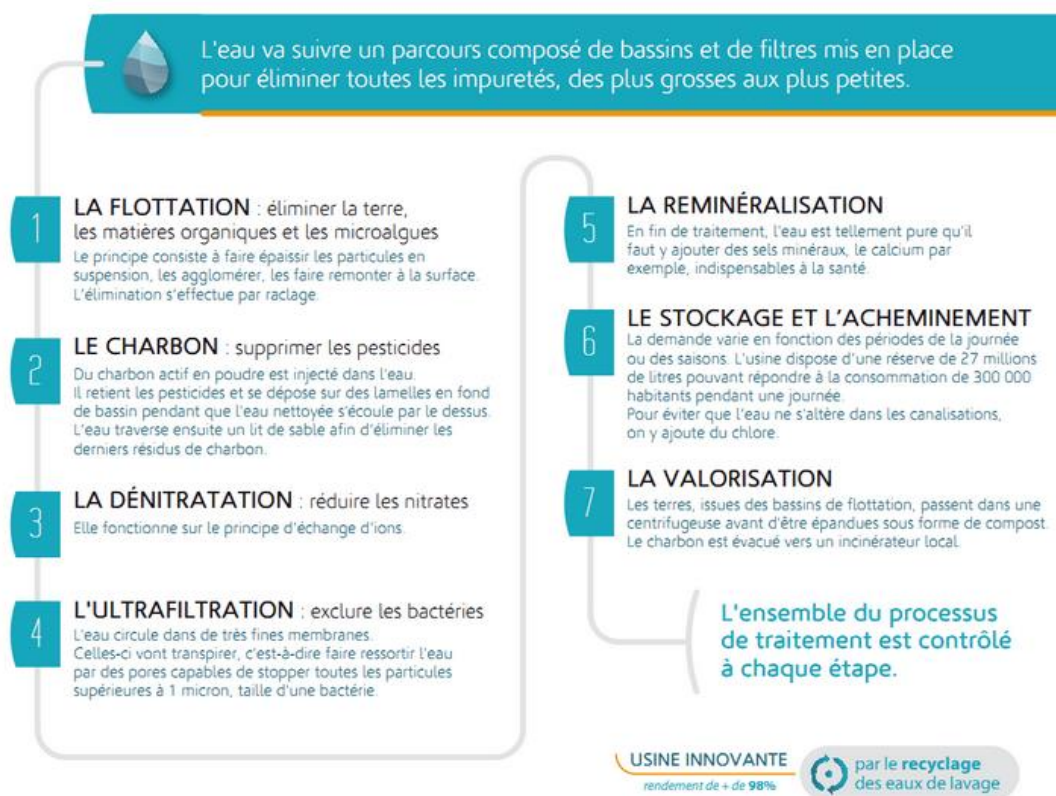 L'eau va suivre un parcours composé de bassins et de filtres mis en place
pour éliminer toutes les impuretés, des plus grosses aux plus petites.
1
LA FLOTTATION : éliminer la terre,
les matières organiques et les microalgues
Le principe consiste à faire épaissir les particules en
suspension, les agglomérer, les faire remonter à la surface.
L'élimination s'effectue par raclage.
2
LE CHARBON : supprimer les pesticides
Du charbon actif en poudre est injecté dans l'eau.
Il retient les pesticides et se dépose sur des lamelles en fond
de bassin pendant que l'eau nettoyée s'écoule par le dessus.
L'eau traverse ensuite un lit de sable afin d'éliminer les
derniers résidus de charbon.
3
LA DÉNITRATATION : réduire les nitrates
Elle fonctionne sur le principe d'échange d'ions.
4
L'ULTRAFILTRATION : exclure les bactéries
L'eau circule dans de très fines membranes.
Celles-ci vont transpirer, c'est-à-dire faire ressortir l'eau
par des pores capables de stopper toutes les particules
supérieures à 1 micron, taille d'une bactérie.
5
LA REMINÉRALISATION
En fin de traitement, l'eau est tellement pure qu'il
faut y ajouter des sels minéraux, le calcium par
exemple, indispensables à la santé.
6
LE STOCKAGE ET L'ACHEMINEMENT
La demande varie en fonction des périodes de la journée
ou des saisons. L'usine dispose d'une réserve de 27 millions
de litres pouvant répondre à la consommation de 300 000
habitants pendant une journée.
Pour éviter que l'eau ne s'altère dans les canalisations,
on y ajoute du chlore.
7
LA VALORISATION
Les terres, issues des bassins de flottation, passent dans une
centrifugeuse avant d'être épandues sous forme de compost.
Le charbon est évacué vers un incinérateur local.
L'ensemble du processus
de traitement est contrôlé
à chaque étape.
USINE INNOVANTE
rendement de + de 98%
par le recyclage
des eaux de lavage